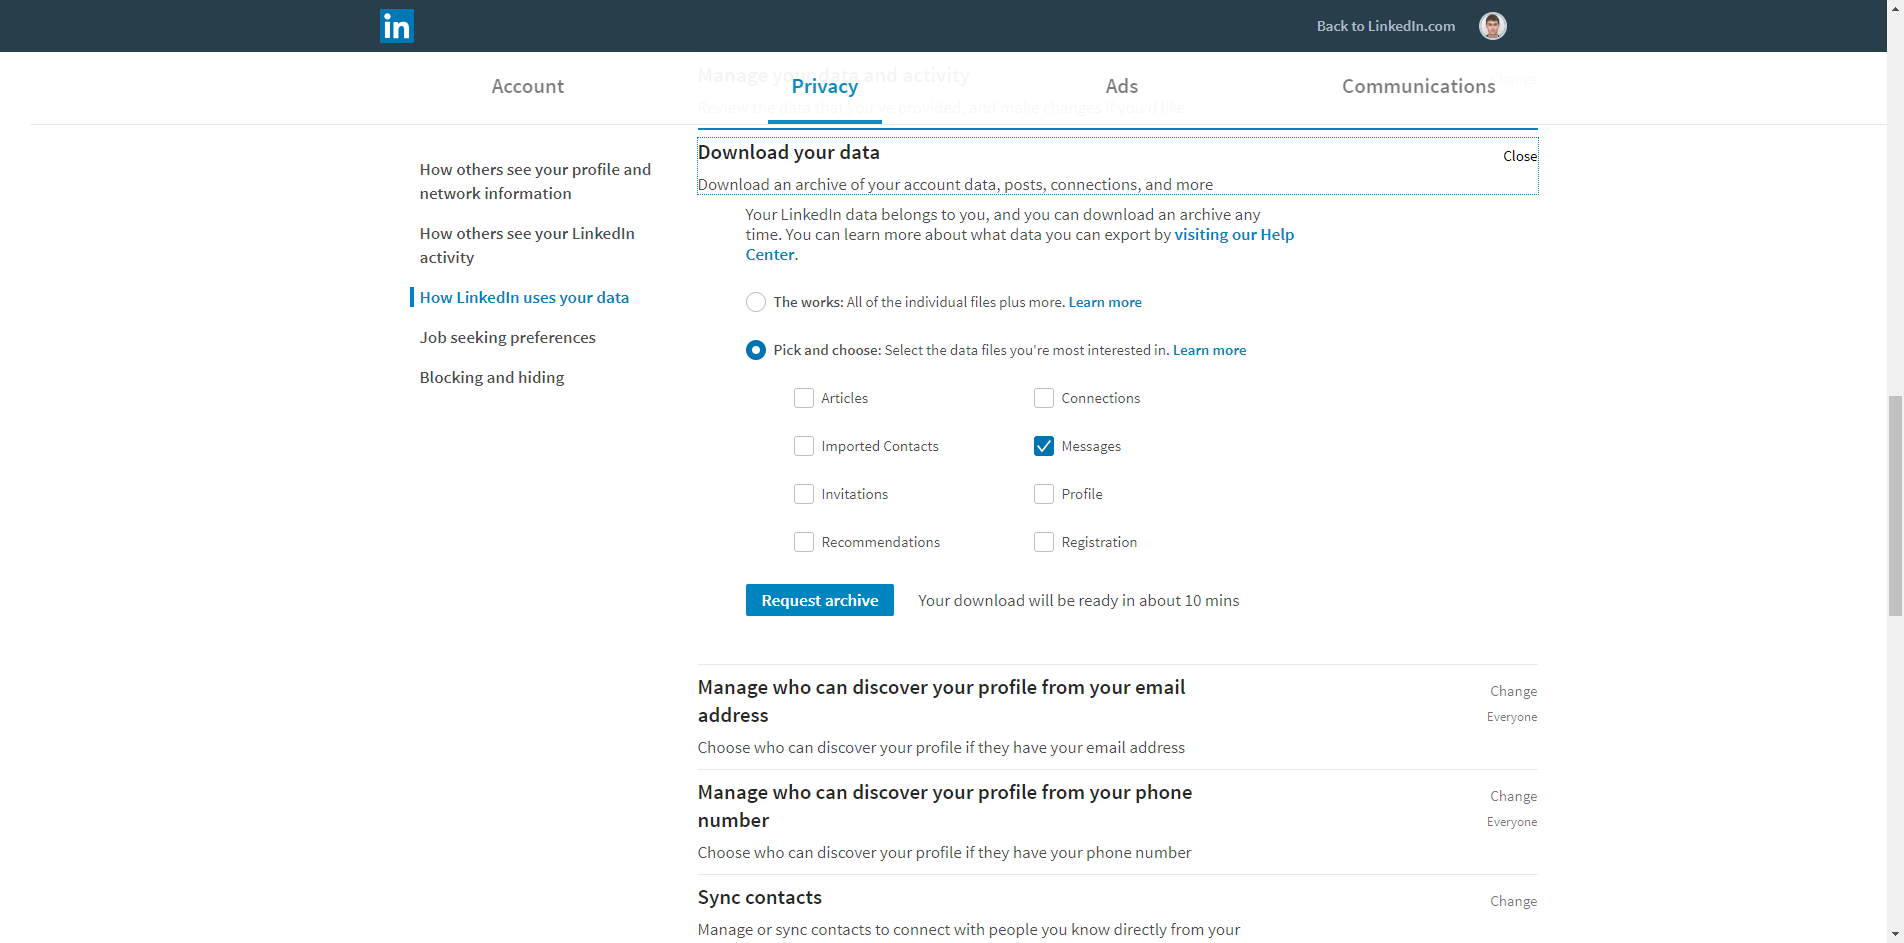 in
Back to LinkedIn.com
Account
Privacy
Ads
Communications
Manage your data and activity
Change
Review the data that you've provided, and make changes if you'd like
How others see your profile and
network information
How others see your LinkedIn
activity
How LinkedIn uses your data
Job seeking preferences
Blocking and hiding
Download your data
Close
Download an archive of your account data, posts, connections, and more
Your LinkedIn data belongs to you, and you can download an archive any
time. You can learn more about what data you can export by visiting our Help
Center.
The works: All of the individual files plus more. Learn more
Pick and choose: Select the data files you're most interested in. Learn more
Articles
Connections
Imported Contacts
Messages
Invitations
Profile
Recommendations
Registration
Request archive
Your download will be ready in about 10 mins
Manage who can discover your profile from your email
address
Change
Everyone
Choose who can discover your profile if they have your email address
Manage who can discover your profile from your phone
number
Change
Everyone
Choose who can discover your profile if they have your phone number
Sync contacts
Change
Manage or sync contacts to connect with people you know directly from your